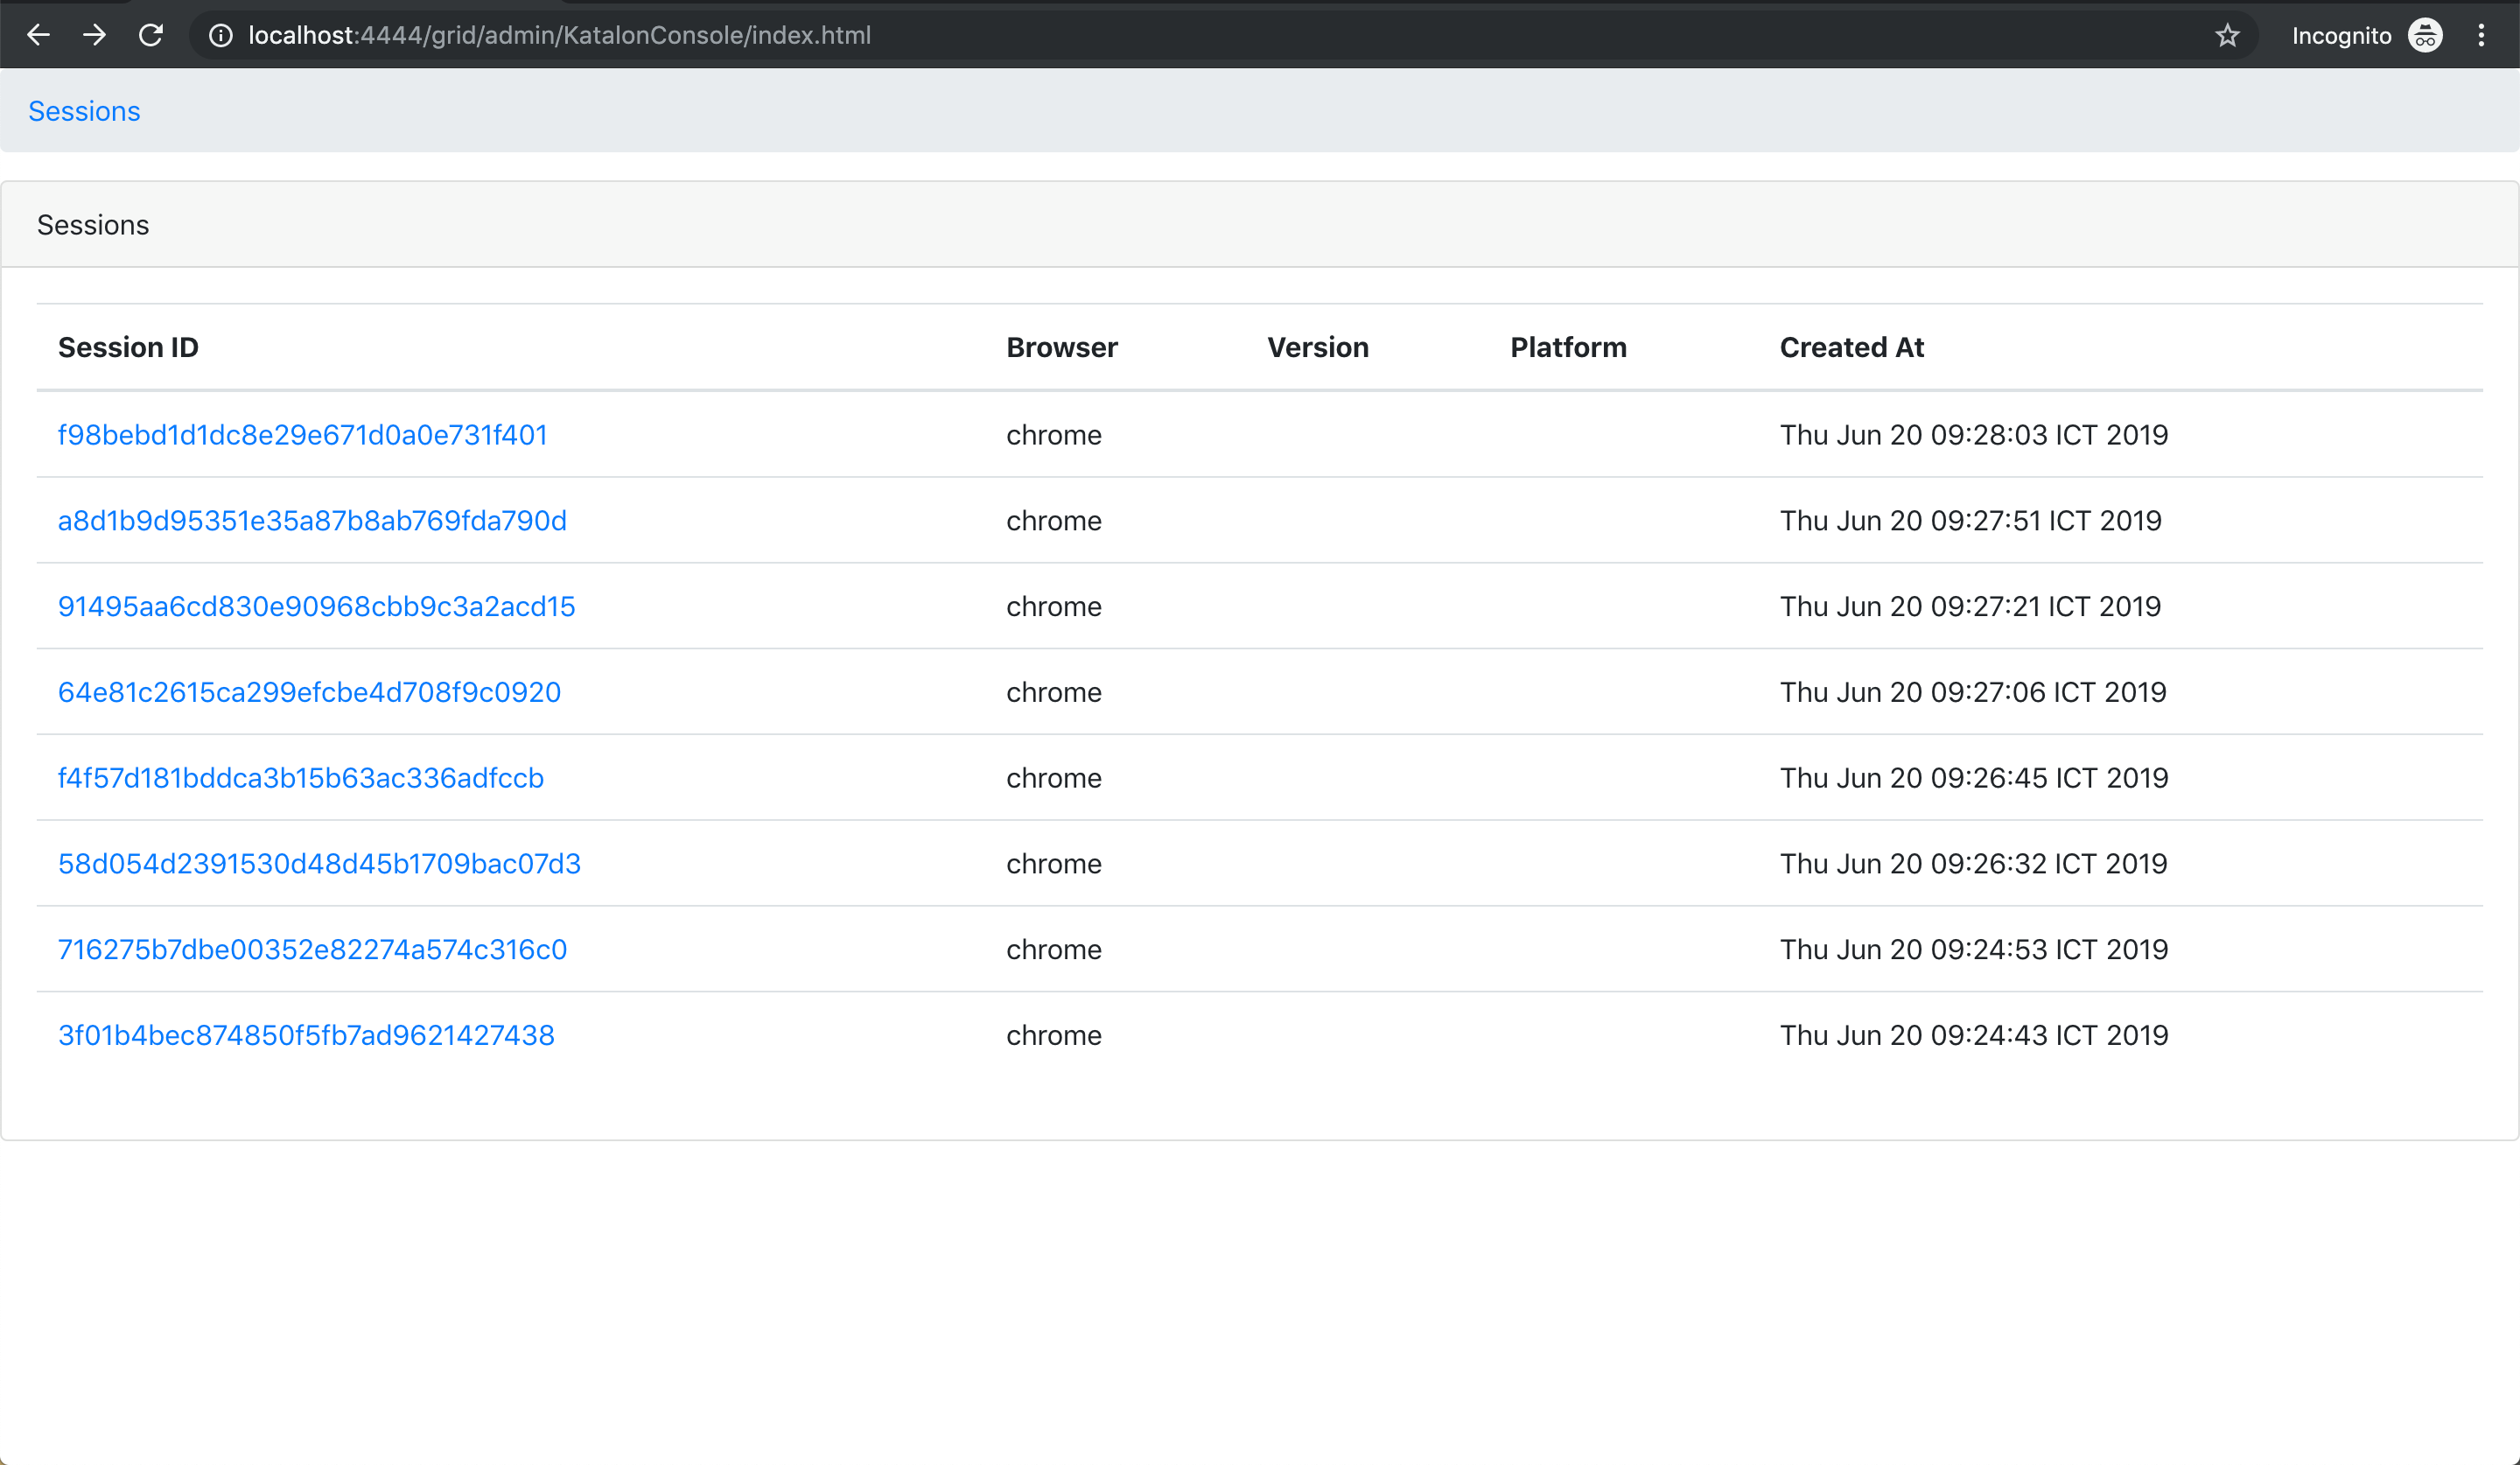 localhost:4444/grid/admin/KatalonConsole/index.html Incognito
Sessions
Sessions
Session ID Browser Version Platform Created At
f98bebd1d1dc8e29e671d0a0e731f401 chrome Thu Jun 20 09:28:03 ICT 2019
a8d1b9d95351e35a87b8ab769fda790d chrome Thu Jun 20 09:27:51 ICT 2019
91495aa6cd830e90968cbb9c3a2acd15 chrome Thu Jun 20 09:27:21 ICT 2019
64e81c2615ca299efcbe4d708f9c0920 chrome Thu Jun 20 09:27:06 ICT 2019
f4f57d181bddca3b15b63ac336adfccb chrome Thu Jun 20 09:26:45 ICT 2019
58d054d2391530d48d45b1709bac07d3 chrome Thu Jun 20 09:26:32 ICT 2019
716275b7dbe00352e82274a574c316c0 chrome Thu Jun 20 09:24:53 ICT 2019
3f01b4bec874850f5fb7ad9621427438 chrome Thu Jun 20 09:24:43 ICT 2019